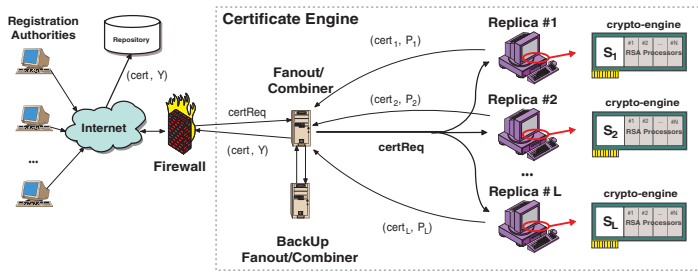 Certificate Engine
Registration
Authorities
Repository
(cert, Y)
Internet
...
Firewall
certReq
(cert, Y)
Fanout/
Combiner
BackUp
Fanout/Combiner
(cert1, P1)
(cert2, P2)
certReq
(certL, PL)
Replica #1
Replica #2
...
Replica # L
crypto-engine
S1
#1 #2 ... #N
RSA Processors
crypto-engine
S2
#1 #2 ... #N
RSA Processors
crypto-engine
SL
#1 #2 ... #N
RSA Processors